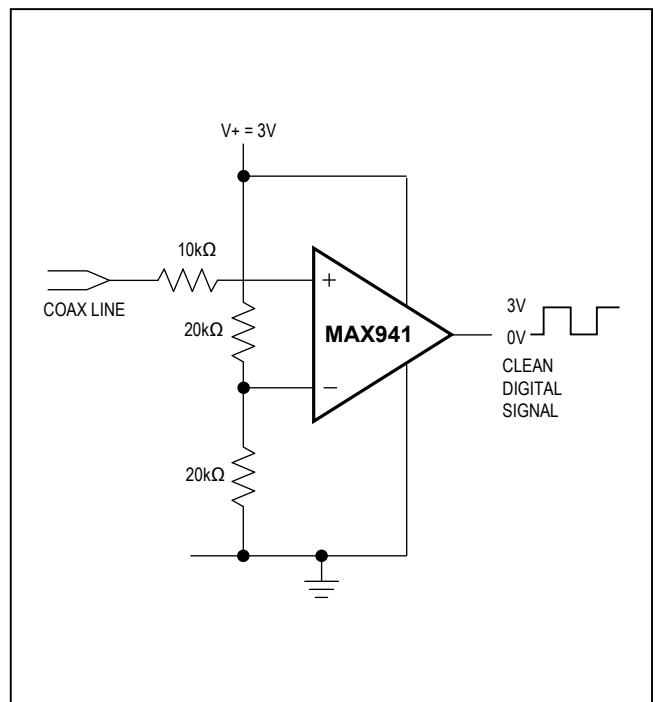 V+ = 3V
10kΩ
COAX LINE
20kΩ
+
MAX941
−
20kΩ
3V
0V
CLEAN
DIGITAL
SIGNAL